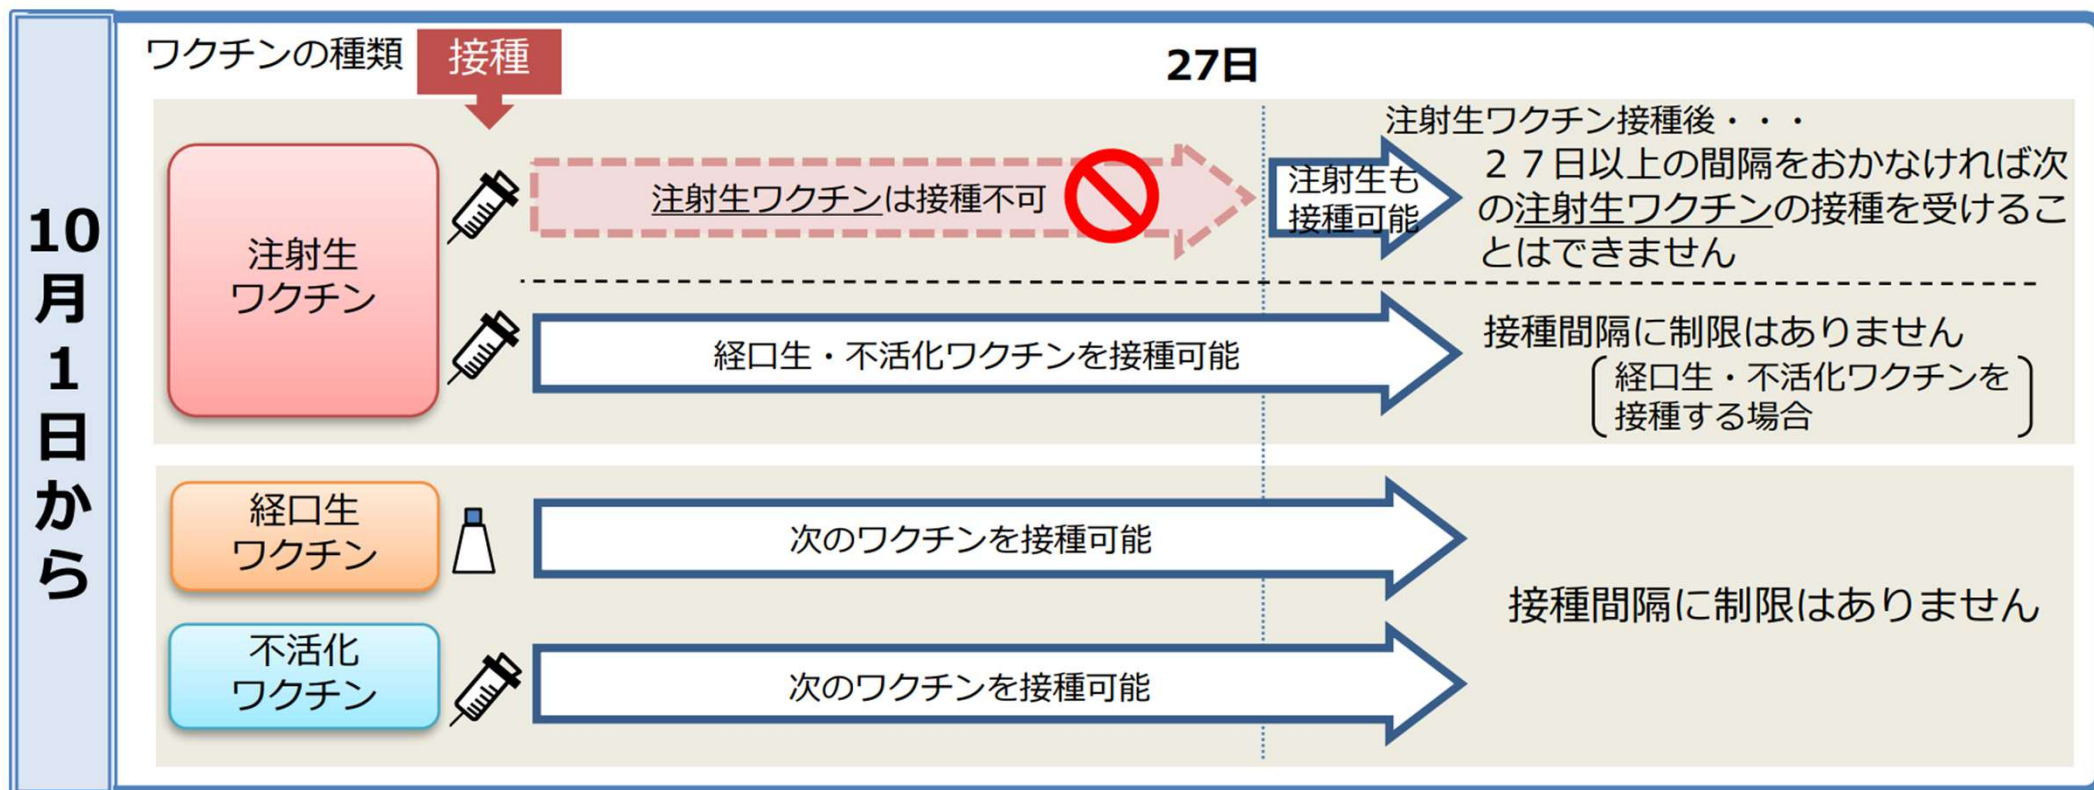 10月1日から
ワクチンの種類
接種
27日
注射生
ワクチン
注射生ワクチンは接種不可
注射生も
接種可能
注射生ワクチン接種後・・・
２７日以上の間隔をおかなければ次
の注射生ワクチンの接種を受けるこ
とはできません
経口生・不活化ワクチンを接種可能
接種間隔に制限はありません
経口生・不活化ワクチンを
接種する場合
経口生
ワクチン
次のワクチンを接種可能
不活化
ワクチン
次のワクチンを接種可能
接種間隔に制限はありません